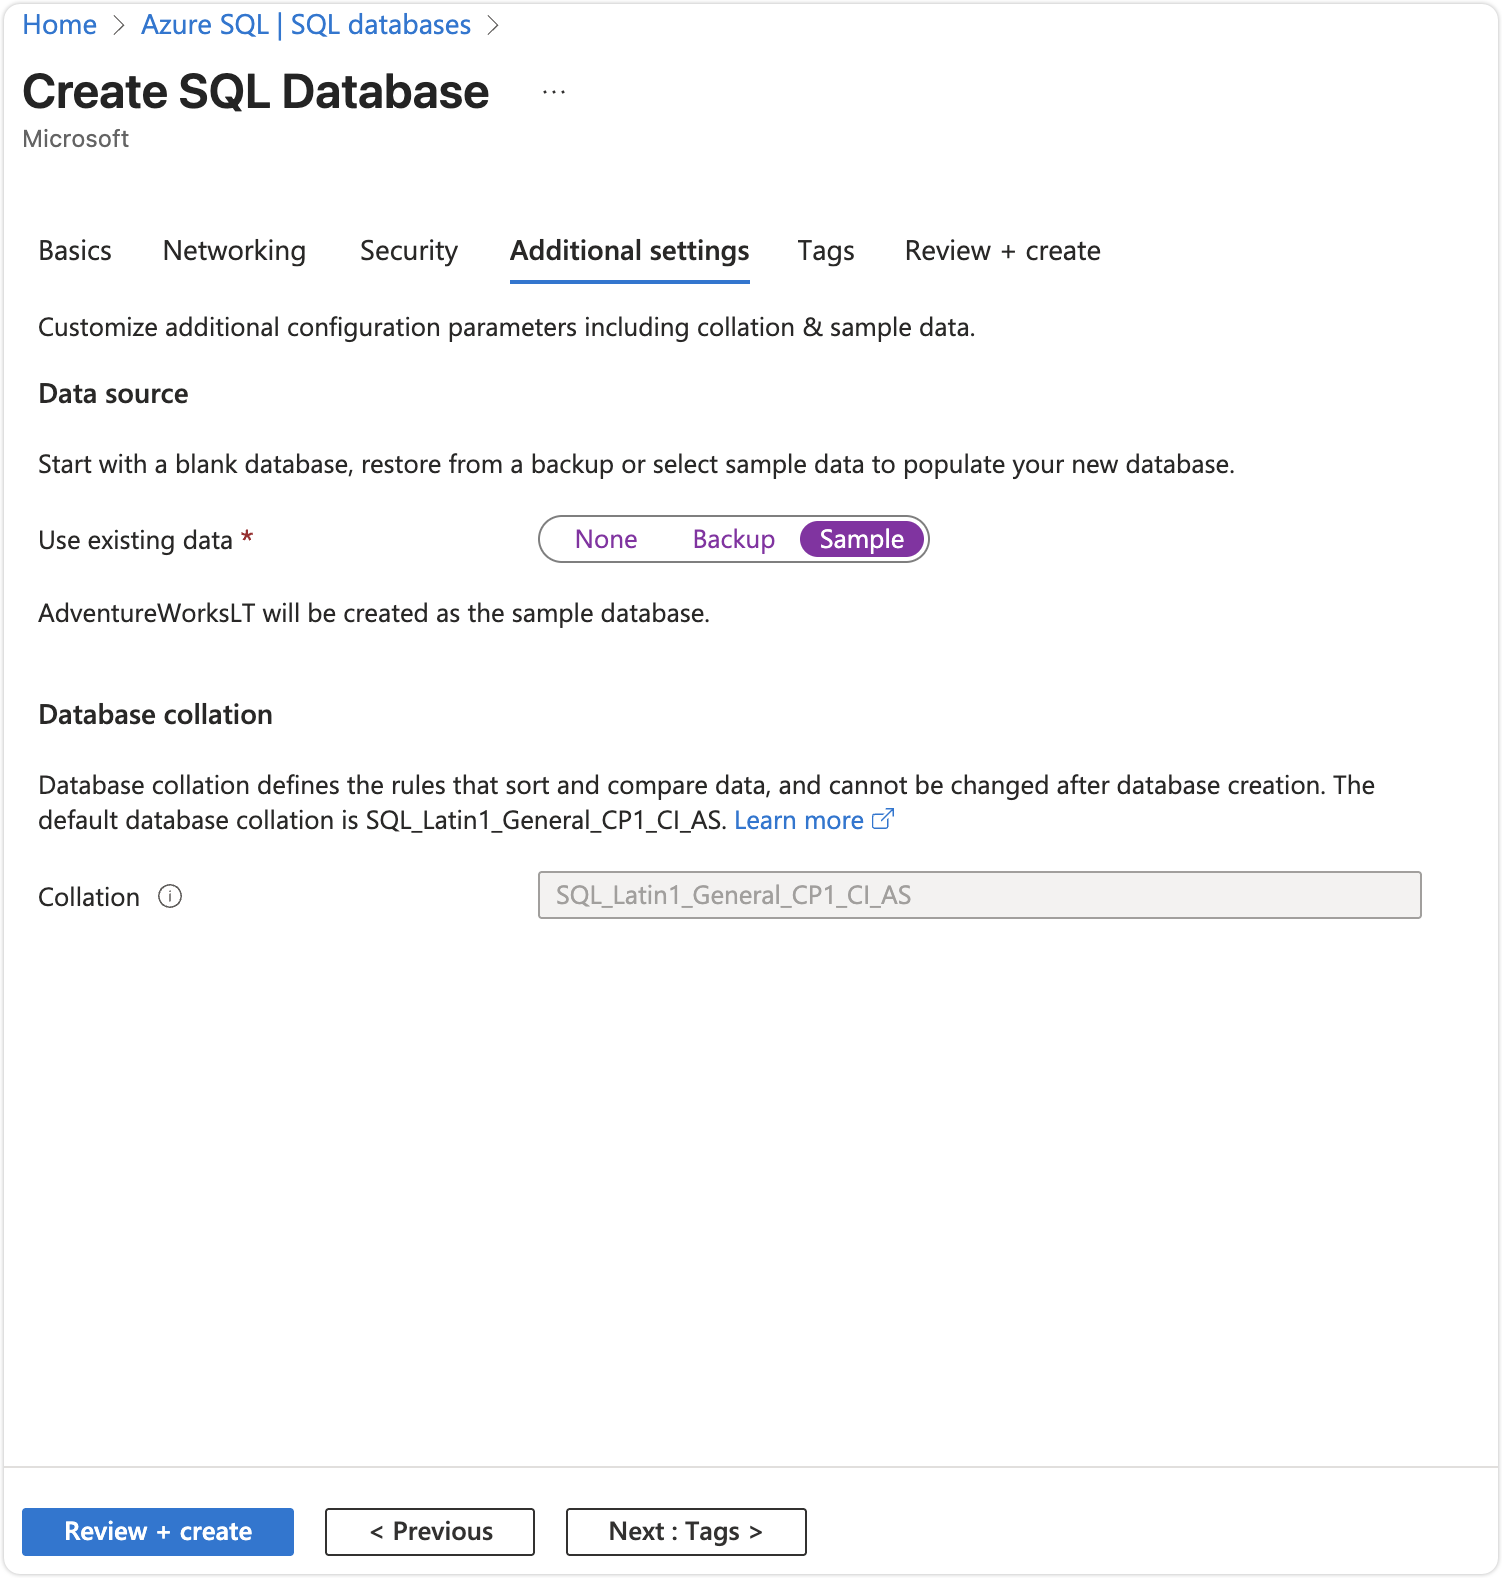 Home > Azure SQL | SQL databases >
Create SQL Database ...
Microsoft
Basics Networking Security Additional settings Tags Review + create
Customize additional configuration parameters including collation & sample data.
Data source
Start with a blank database, restore from a backup or select sample data to populate your new database.
Use existing data * None Backup Sample
AdventureWorksLT will be created as the sample database.
Database collation
Database collation defines the rules that sort and compare data, and cannot be changed after database creation. The
default database collation is SQL_Latin1_General_CP1_CI_AS. Learn more
Collation SQL_Latin1_General_CP1_CI_AS
Review + create < Previous Next : Tags >